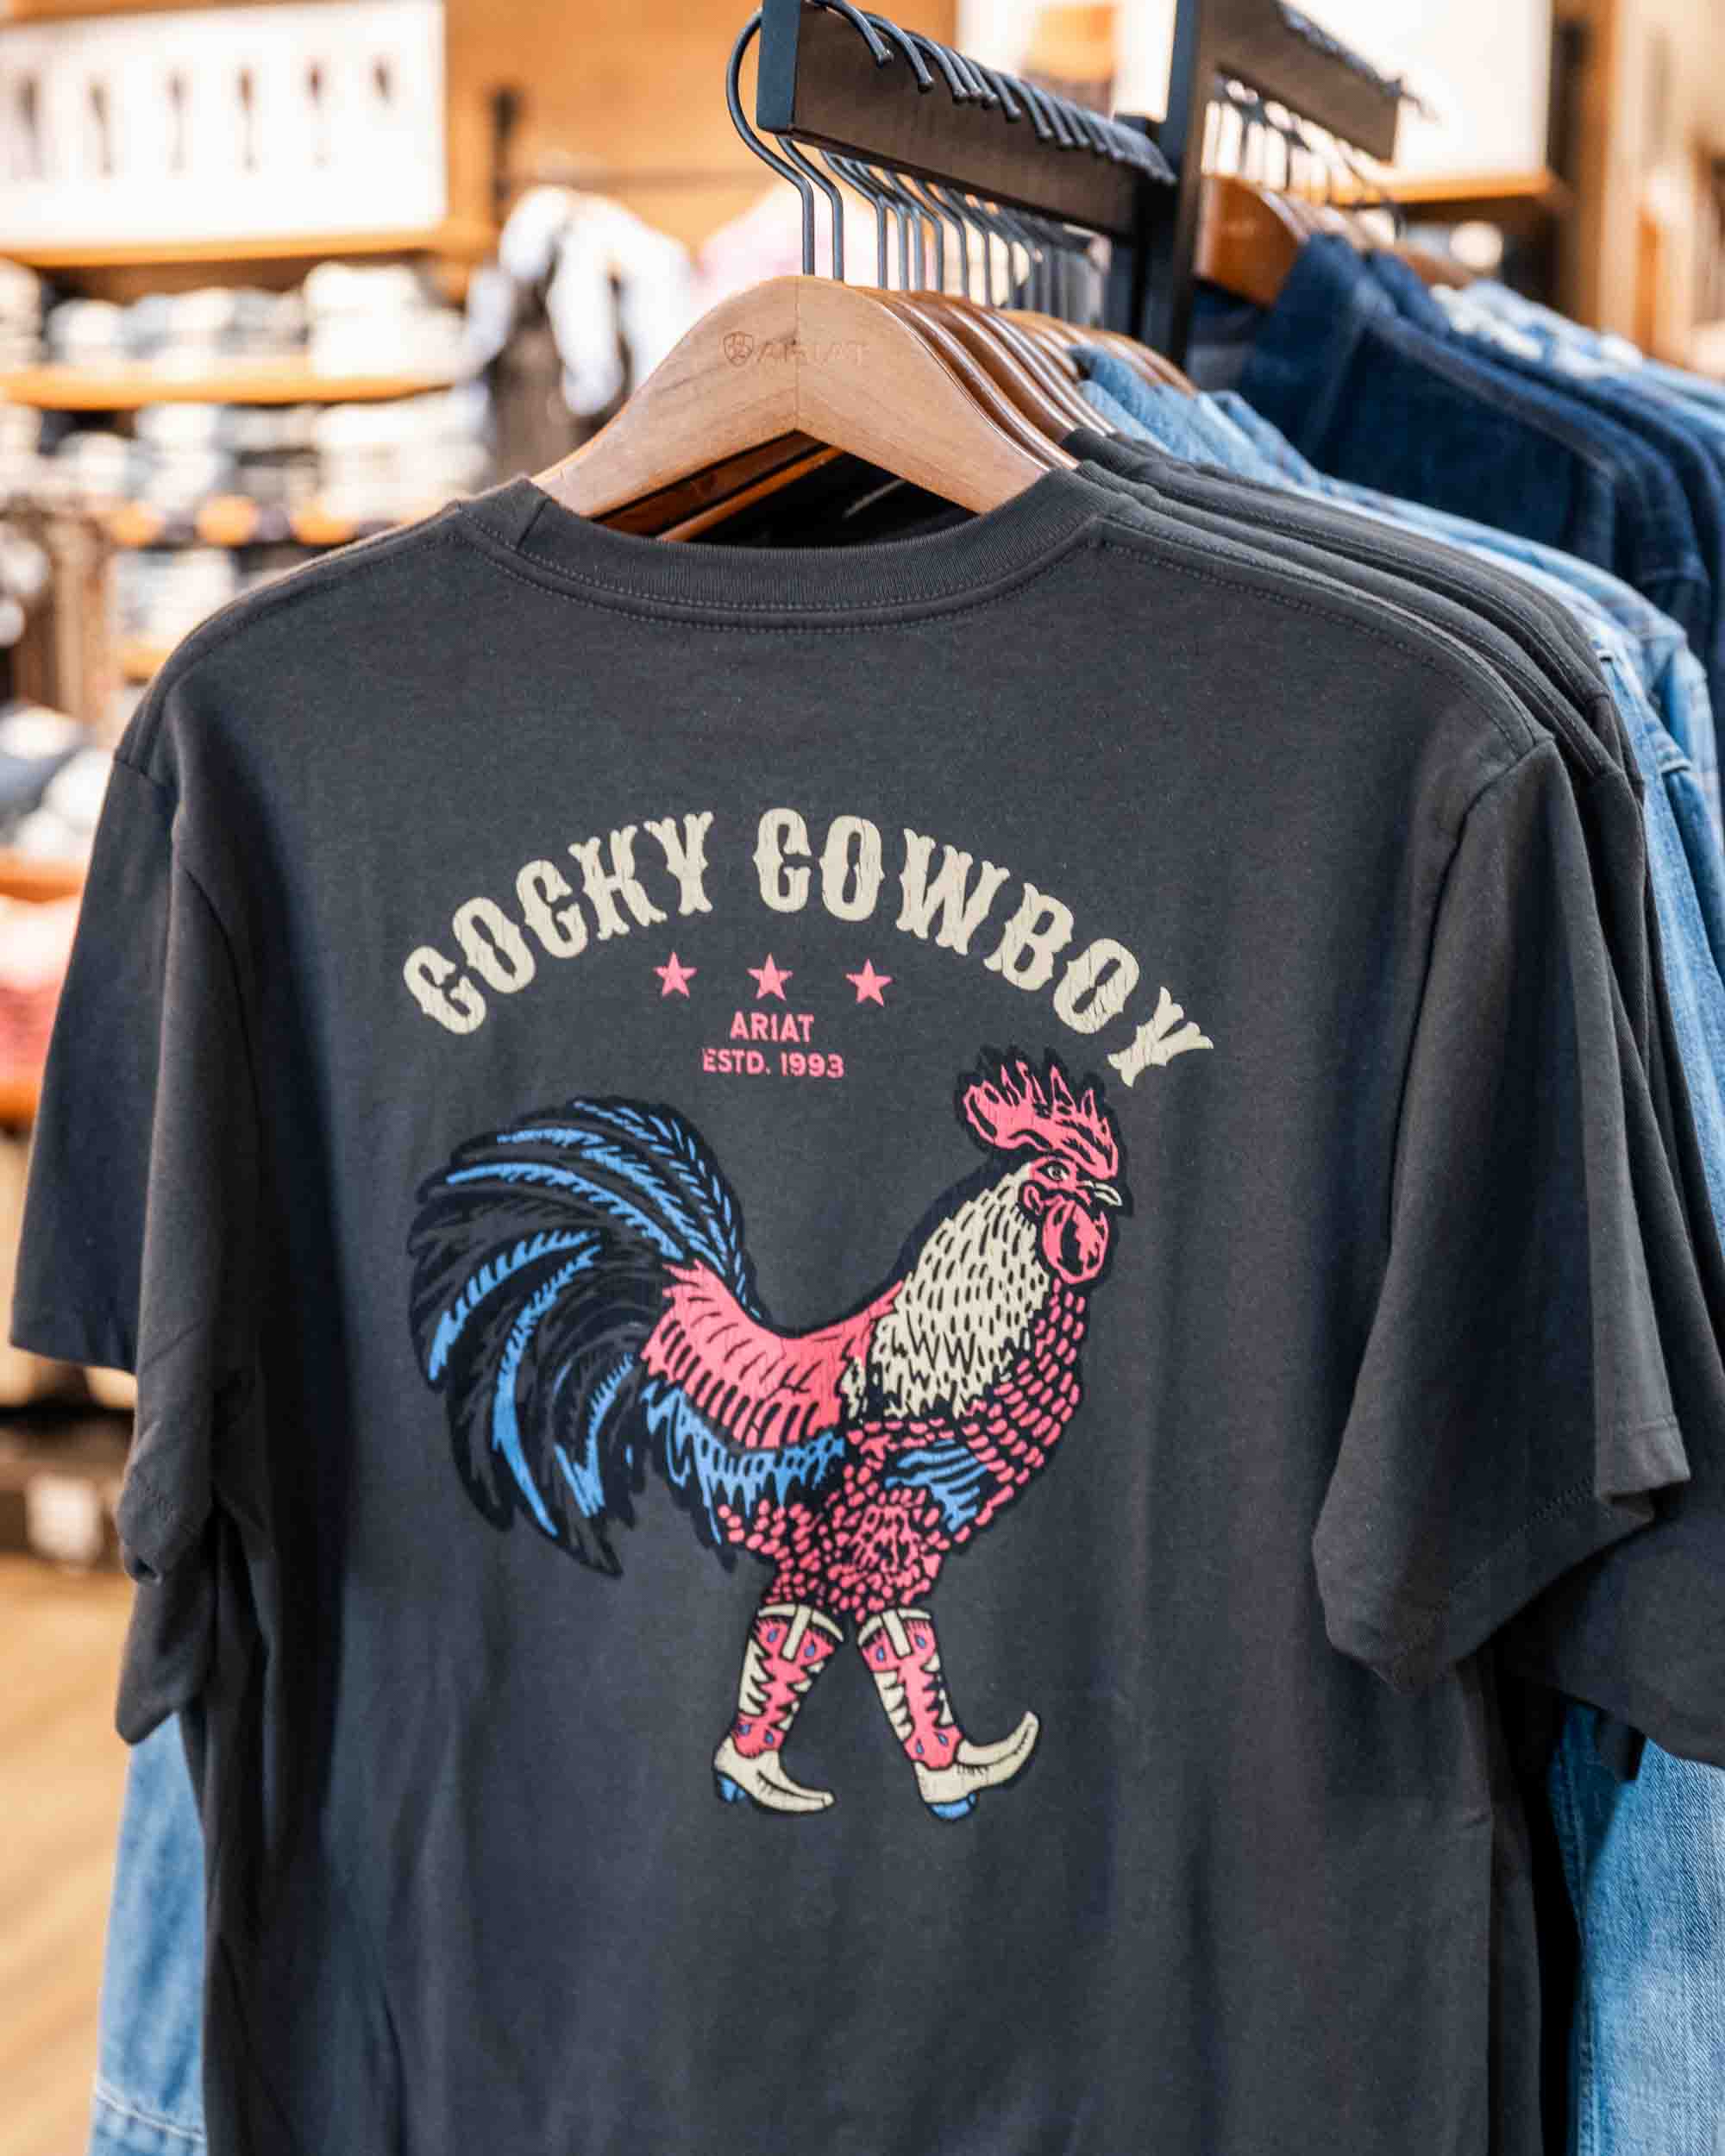 ARIAT
COCKY COWBOY
ARIAT
ESTD. 1993